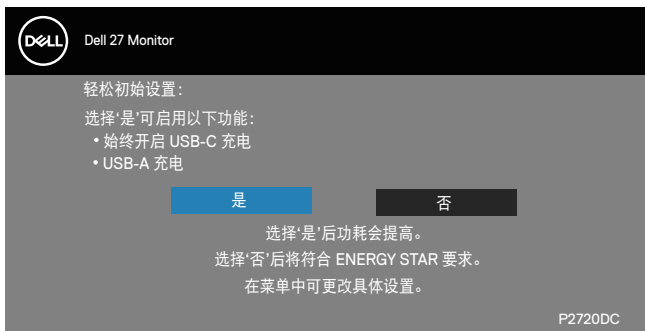 DELL
Dell 27 Monitor
轻松初始设置：
选择‘是’可启用以下功能：
• 始终开启 USB-C 充电
• USB-A 充电
是
否
选择‘是’后功耗会提高。
选择‘否’后将符合 ENERGY STAR 要求。
在菜单中可更改具体设置。
P2720DC